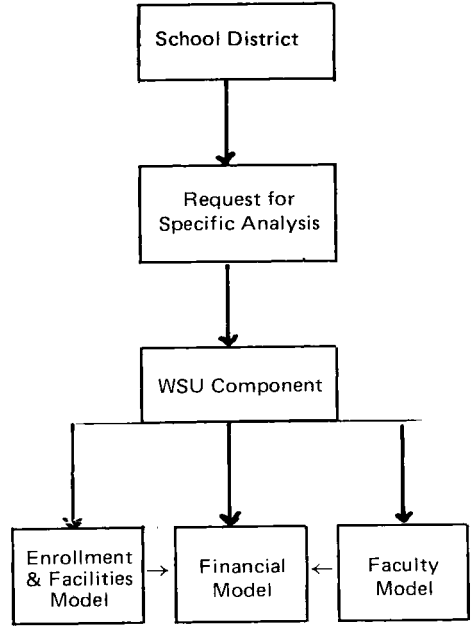 School District
Request for
Specific Analysis
WSU Component
Enrollment
& Facilities
Model
Financial
Model
Faculty
Model